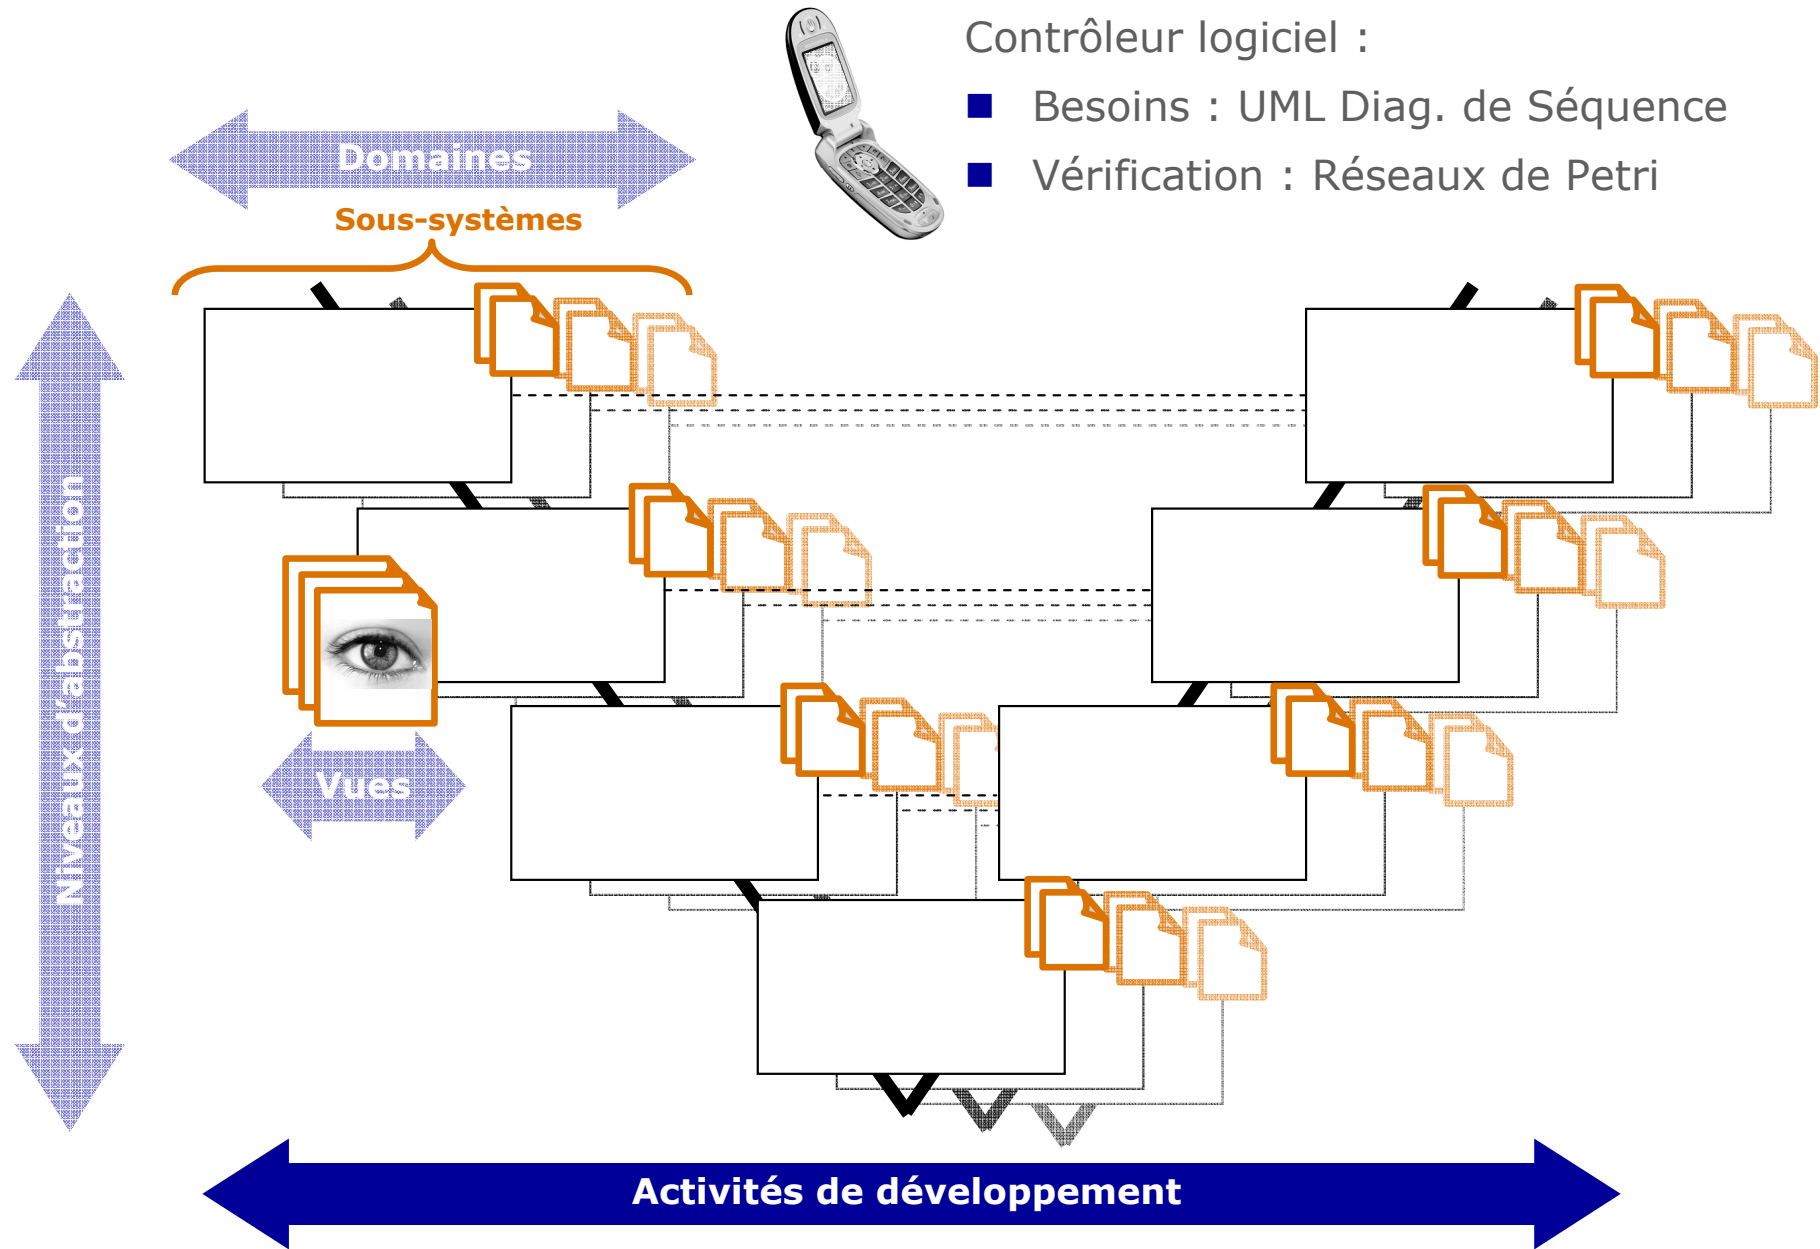 Contrôleur logiciel :
Besoins : UML Diag. de Séquence
Vérification : Réseaux de Petri
Domaines
Sous-systèmes
Niveaux d'abstraction
Vues
Activités de développement